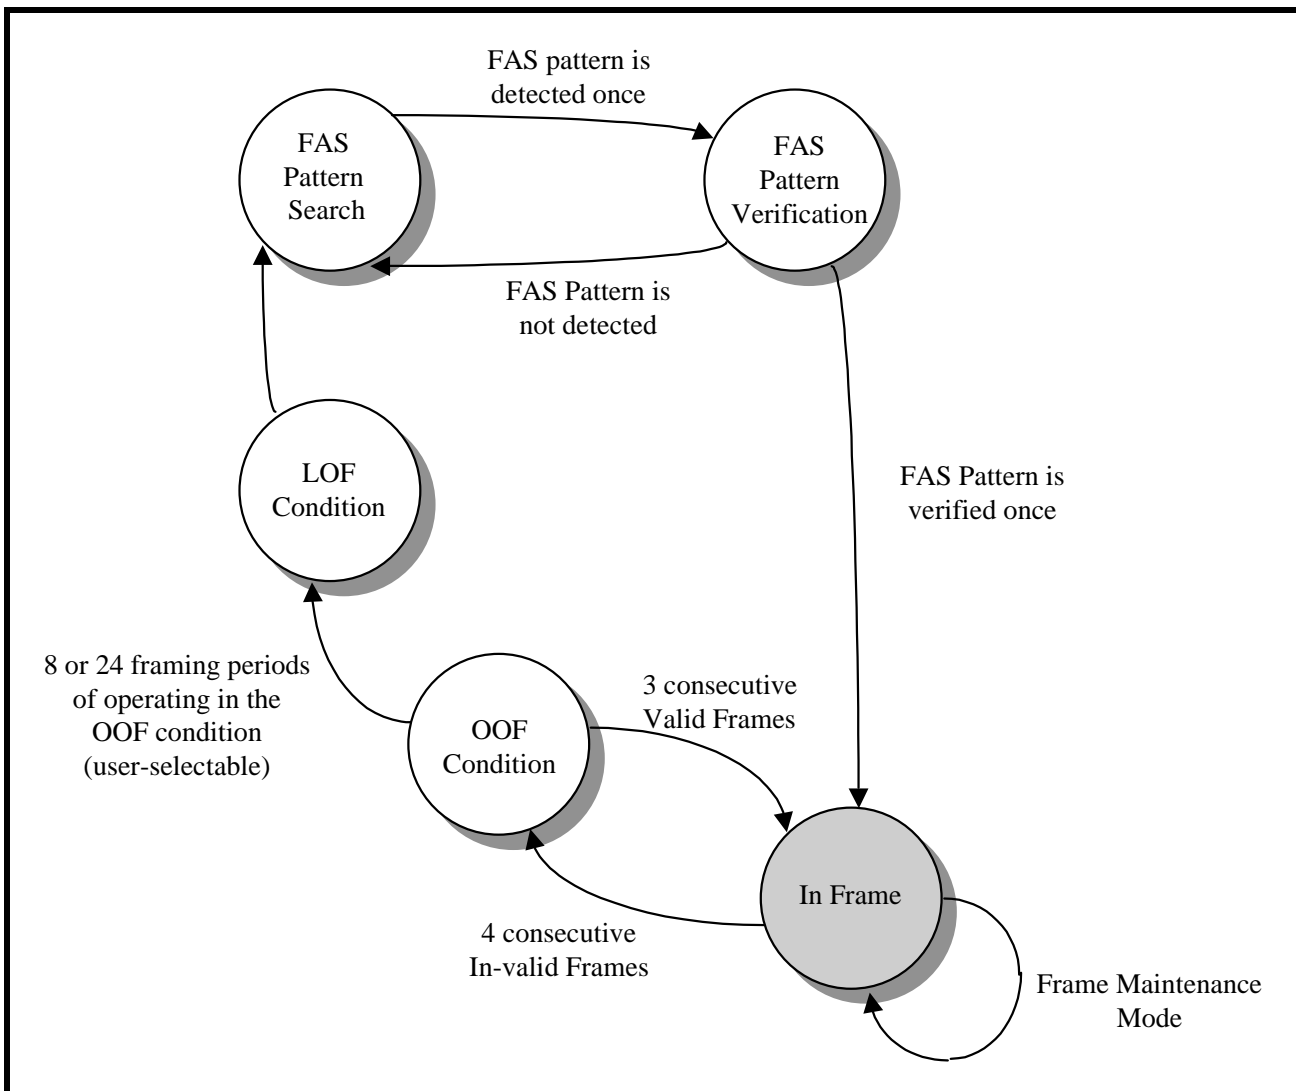 FAS pattern is
detected once
FAS
Pattern
Search
FAS
Pattern
Verification
FAS Pattern is
not detected
LOF
Condition
FAS Pattern is
verified once
8 or 24 framing periods
of operating in the
OOF condition
(user-selectable)
3 consecutive
Valid Frames
OOF
Condition
In Frame
4 consecutive
In-valid Frames
Frame Maintenance
Mode